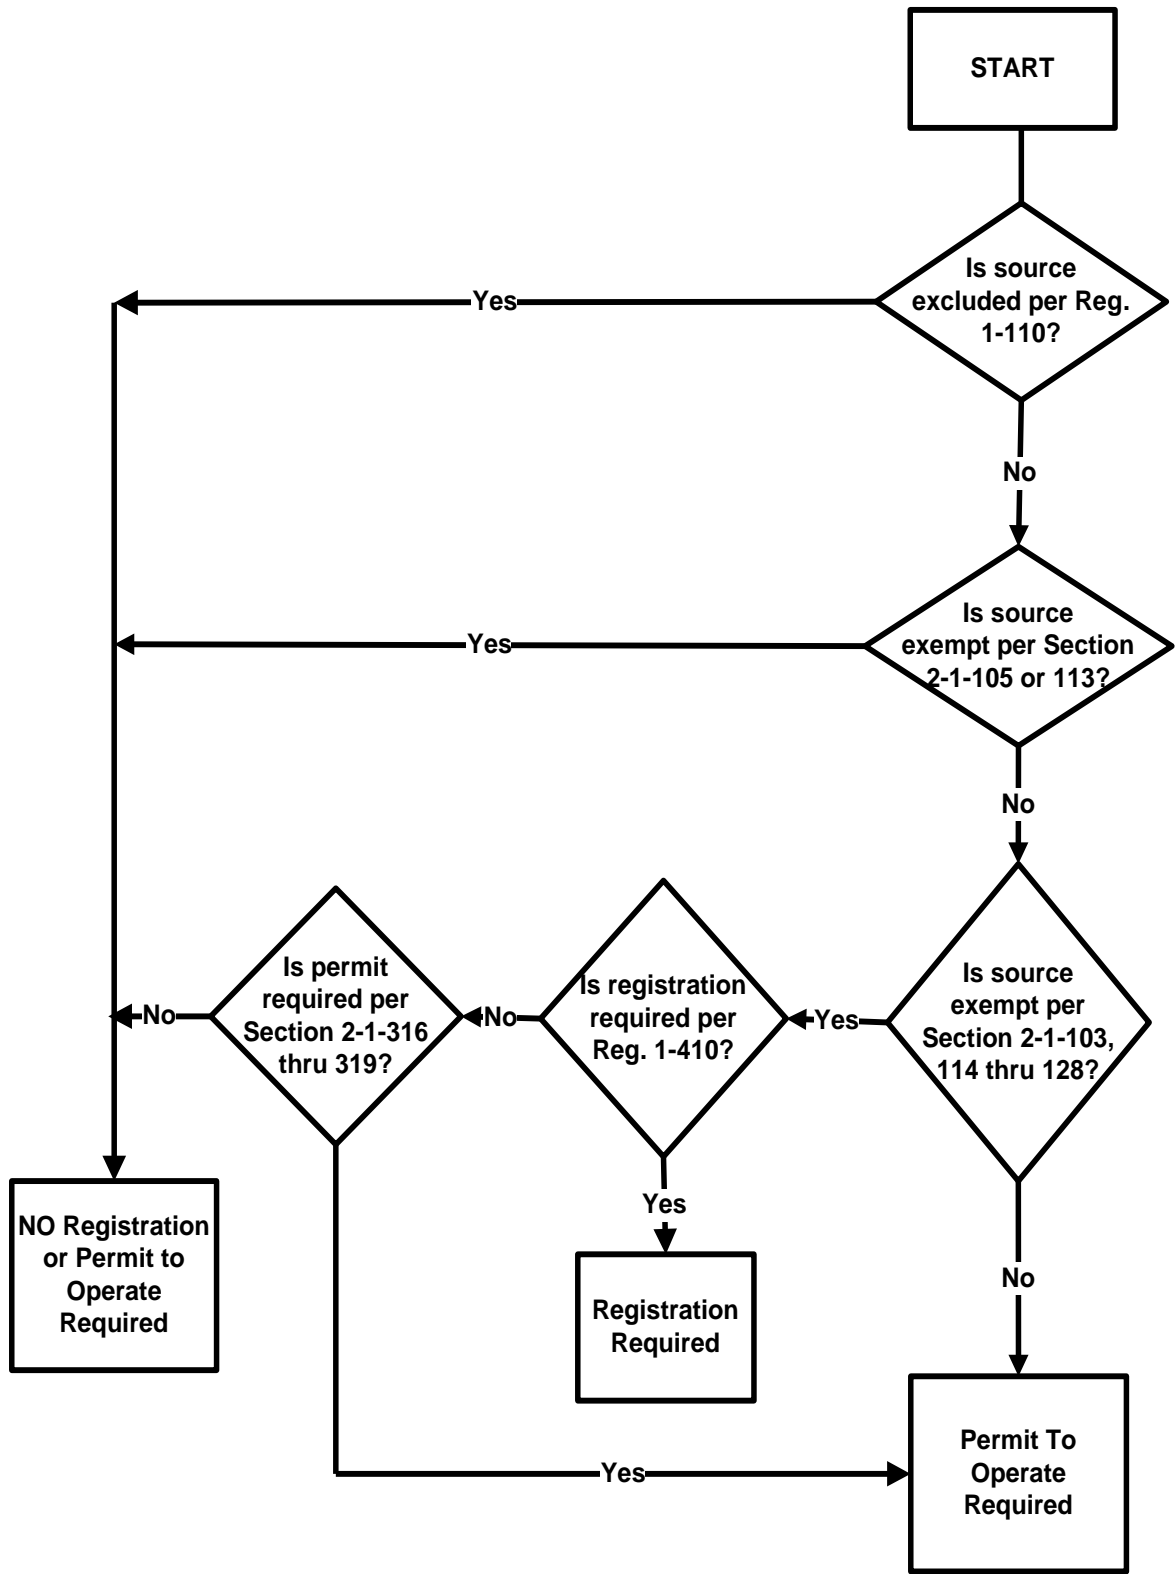 START
Is source
excluded per Reg.
1-110?
Yes
No
Is source
exempt per Section
2-1-105 or 113?
Yes
No
Is source
exempt per
Section 2-1-103,
114 thru 128?
Yes
Is registration
required per
Reg. 1-410?
No
Is permit
required per
Section 2-1-316
thru 319?
No
Yes
No
NO Registration
or Permit to
Operate
Required
Registration
Required
Yes
Permit To
Operate
Required